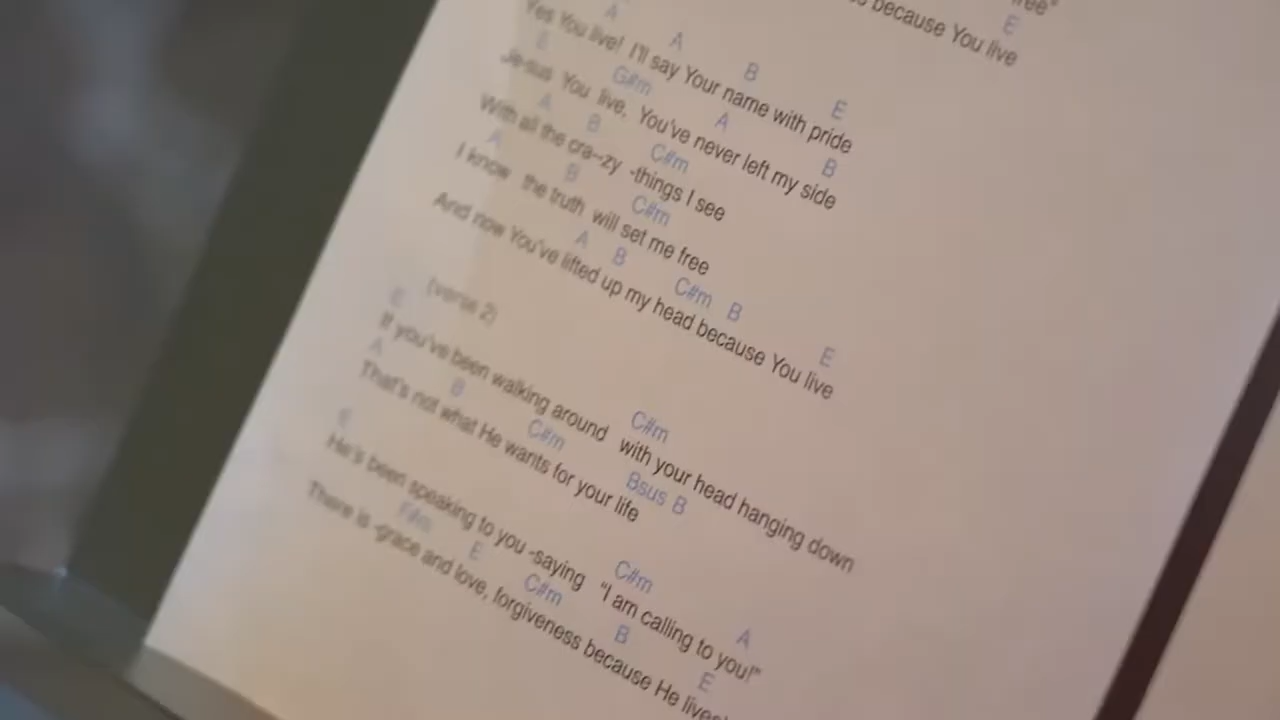 free"
because You live
E
A A B E
Yes You live! I'll say Your name with pride
E G#m A B
Je-sus You live, You've never left my side
A B C#m
With all the cra--zy -things I see
A B C#m
I know the truth will set me free
A B C#m B E
And now You've lifted up my head because You live
(verse 2)
E C#m
If you've been walking around with your head hanging down
A B C#m Bsus B
That's not what He wants for your life
E C#m A
He's been speaking to you -saying "I am calling to you!"
F#m E C#m B E
There is -grace and love, forgiveness because He lives!